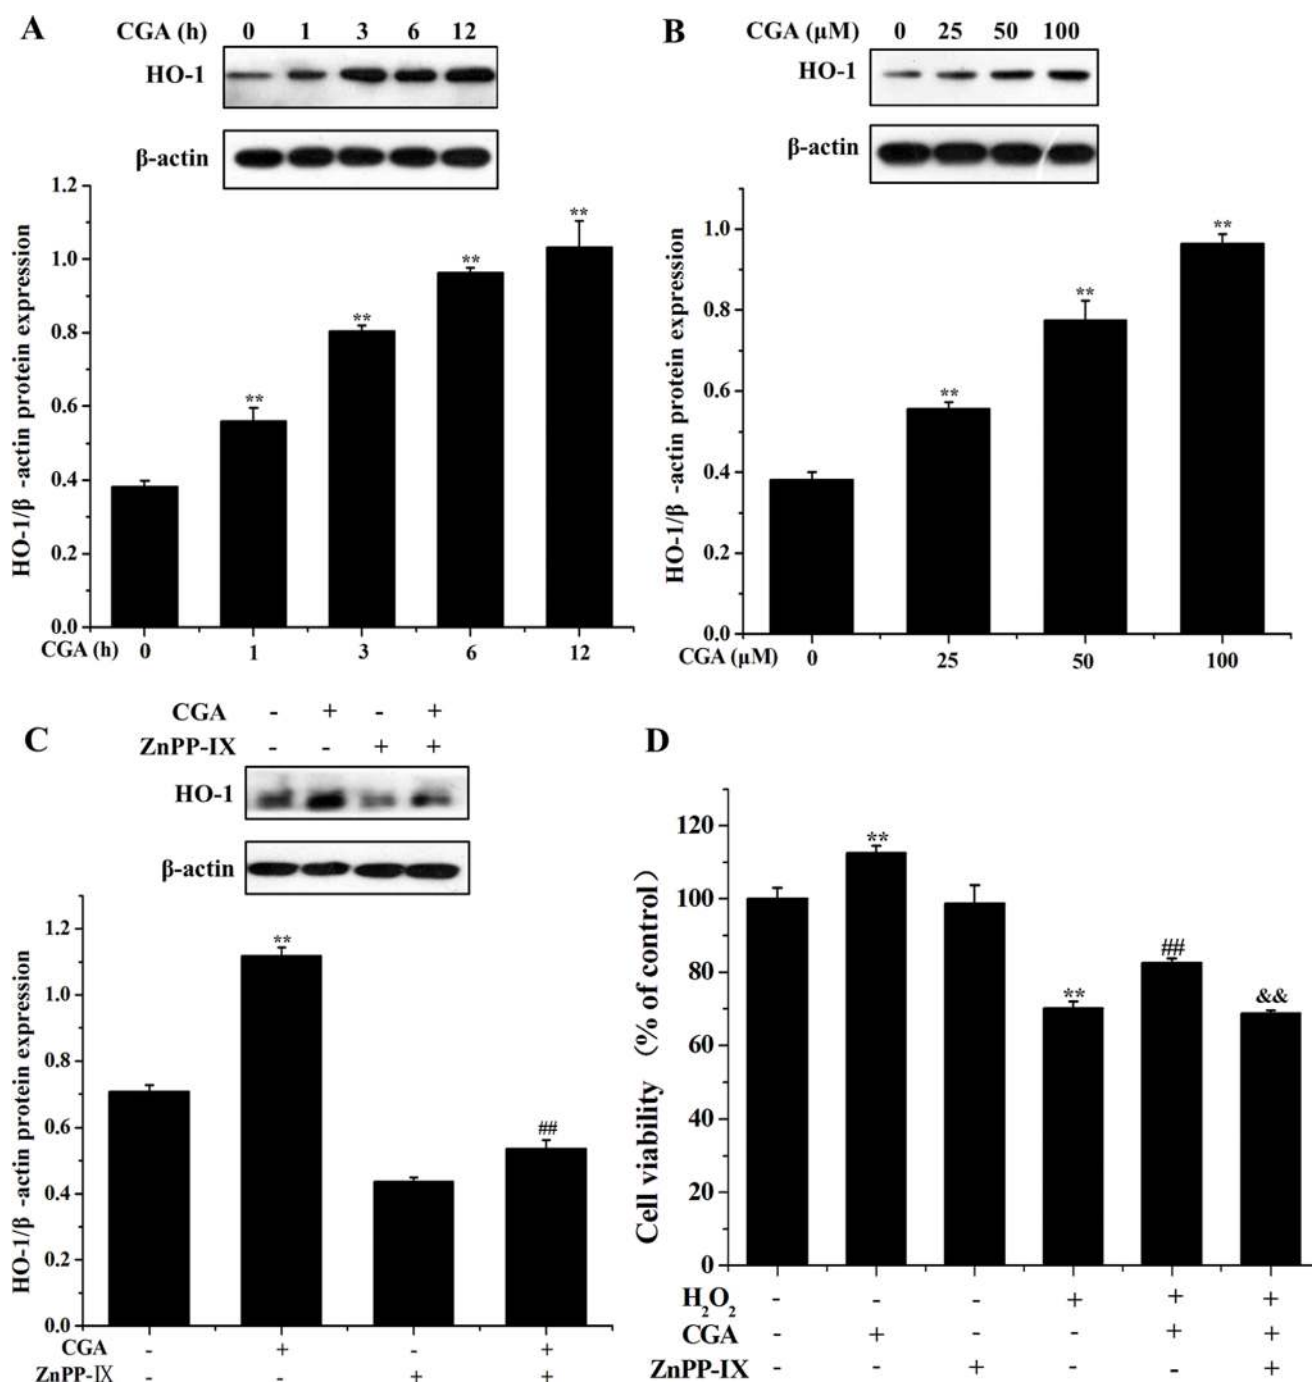 A
CGA (h) 0 1 3 6 12
HO-1
β-actin
HO-1/β -actin protein expression
1.2
1.0
0.8
0.6
0.4
0.2
0.0
**
**
**
**
CGA (h) 0 1 3 6 12
B
CGA (μM) 0 25 50 100
HO-1
β-actin
HO-1/β -actin protein expression
1.0
0.8
0.6
0.4
0.2
0.0
**
**
**
CGA (μM) 0 25 50 100
C
CGA - + - +
ZnPP-IX - - + +
HO-1
β-actin
HO-1/β -actin protein expression
1.2
1.0
0.8
0.6
0.4
0.2
0.0
**
##
CGA - + - +
ZnPP-IX - - + +
D
Cell viability (% of control)
120
100
80
60
40
20
0
**
**
##
&&
H₂O₂ - - - + + +
CGA - + - - + +
ZnPP-IX - - + - - +